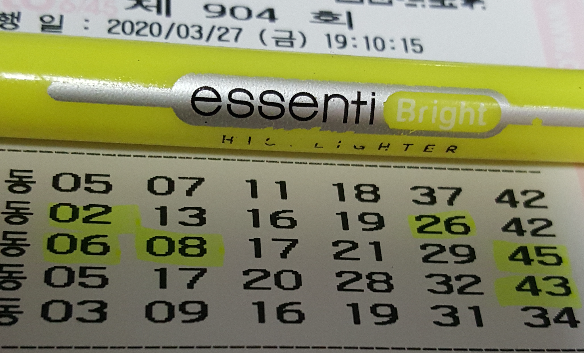 제 904 회
행 일 : 2020/03/27 (금) 19:10:15
essenti Bright
동 05 07 11 18 37 42
동 02 13 16 19 26 42
동 06 08 17 21 29 45
동 05 17 20 28 32 43
동 03 09 16 19 31 34